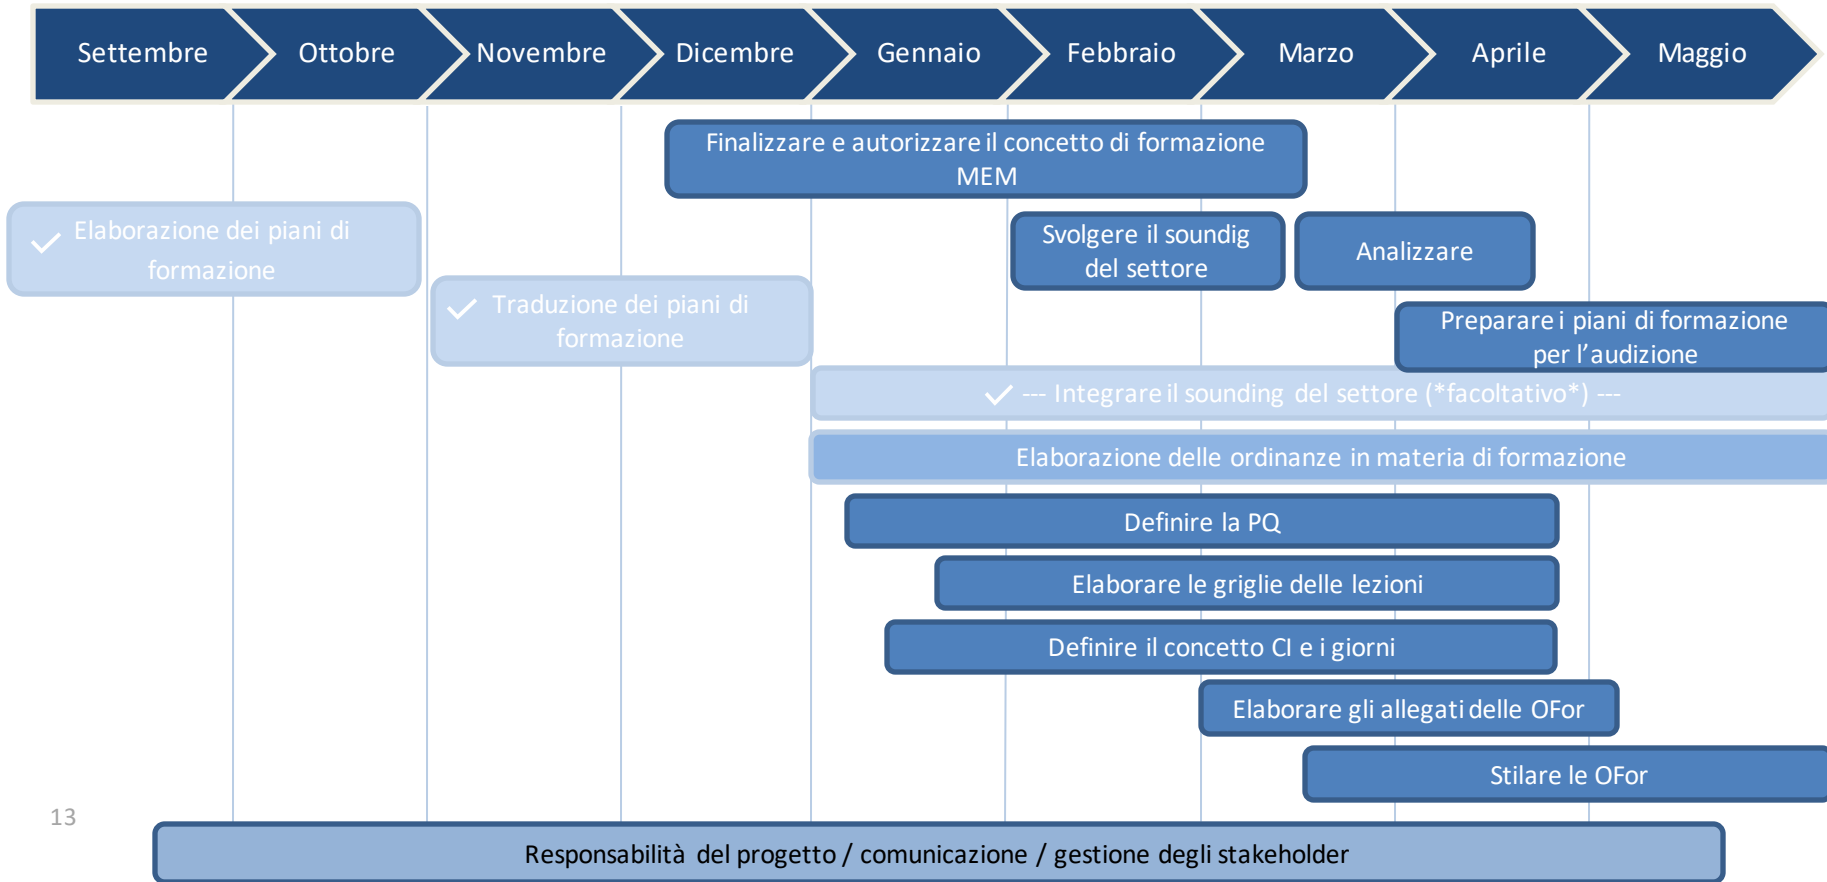 Settembre
Ottobre
Novembre
Dicembre
Gennaio
Febbraio
Marzo
Aprile
Maggio
Finalizzare e autorizzare il concetto di formazione
MEM
Elaborazione dei piani di
formazione
Svolgere il soundig
del settore
Analizzare
Traduzione dei piani di
formazione
Preparare i piani di formazione
per l’audizione
--- Integrare il sounding del settore (*facoltativo*) ---
Elaborazione delle ordinanze in materia di formazione
Definire la PQ
Elaborare le griglie delle lezioni
Definire il concetto CI e i giorni
Elaborare gli allegati delle OFor
Stilare le OFor
13
Responsabilità del progetto / comunicazione / gestione degli stakeholder